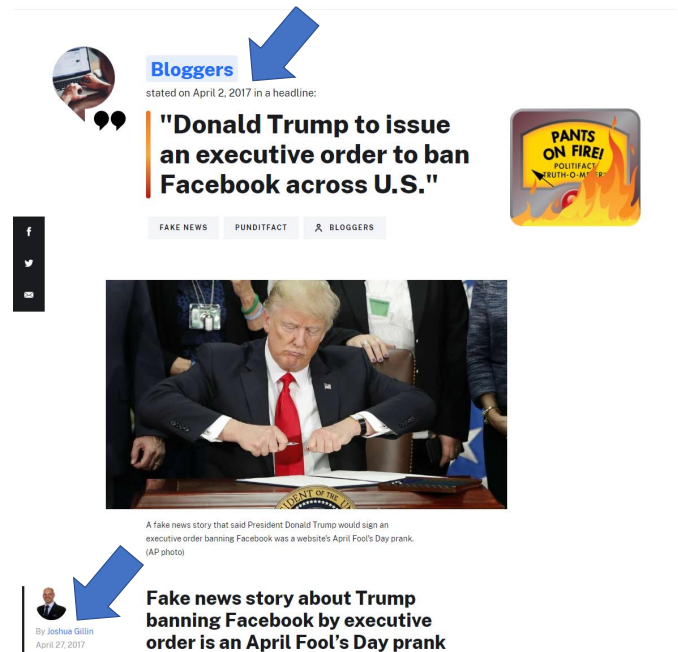 Bloggers
stated on April 2, 2017 in a headline:
"Donald Trump to issue
an executive order to ban
Facebook across U.S."
PANTS
ON FIRE!
POLITIFACT
TRUTH-O-METER
FAKE NEWS
PUNDITFACT
BLOGGERS
A fake news story that said President Donald Trump would sign an
executive order banning Facebook was a website's April Fool's Day prank.
(AP photo)
By Joshua Gillin
April 27, 2017
Fake news story about Trump
banning Facebook by executive
order is an April Fool's Day prank